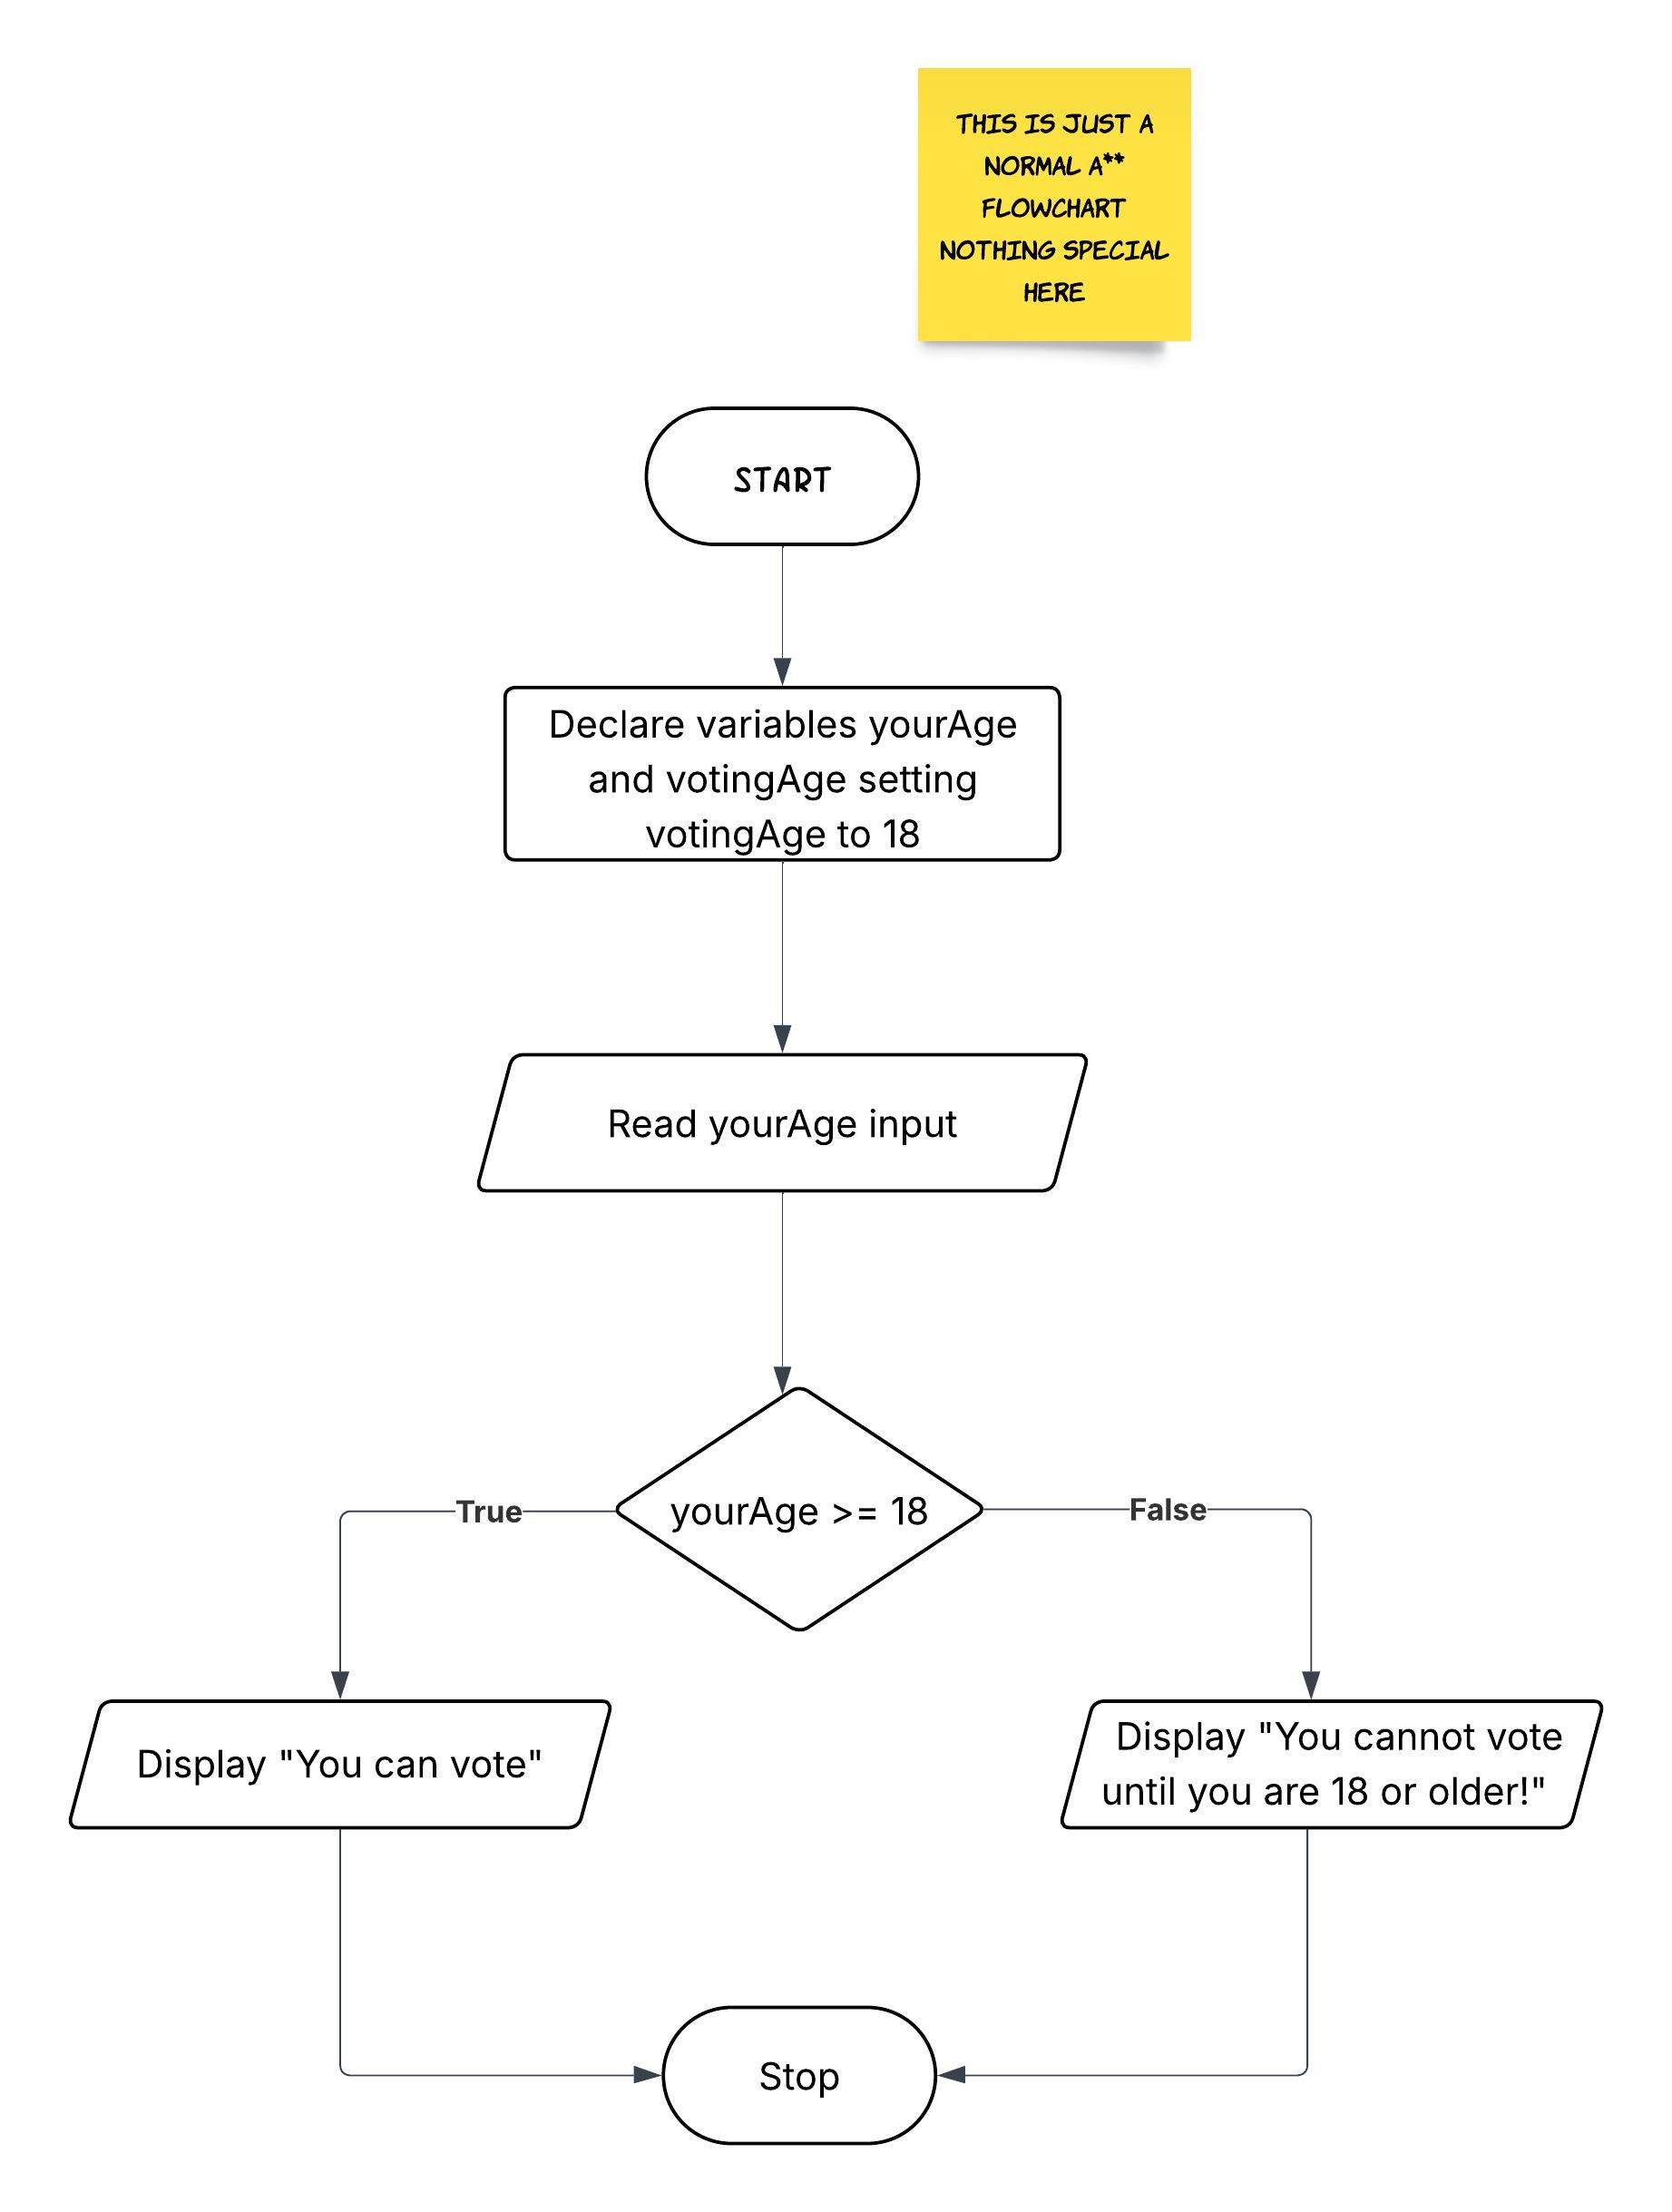 THIS IS JUST A
NORMAL A**
FLOWCHART
NOTHING SPECIAL
HERE
START
Declare variables yourAge
and votingAge setting
votingAge to 18
Read yourAge input
yourAge >= 18
True
False
Display "You can vote"
Display "You cannot vote
until you are 18 or older!"
Stop